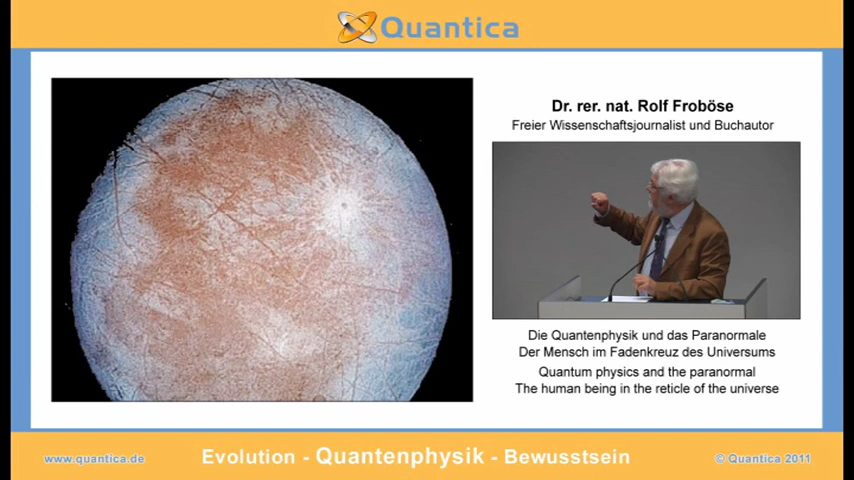 Quantica
Dr. rer. nat. Rolf Froböse
Freier Wissenschaftsjournalist und Buchautor
Die Quantenphysik und das Paranormale
Der Mensch im Fadenkreuz des Universums
Quantum physics and the paranormal
The human being in the reticle of the universe
www.quantica.de
Evolution - Quantenphysik - Bewusstsein
© Quantica 2011